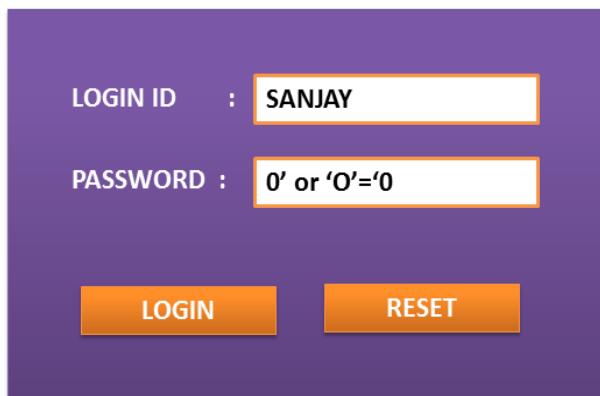 LOGIN ID : SANJAY
PASSWORD : 0’ or ‘O’=‘0
LOGIN RESET